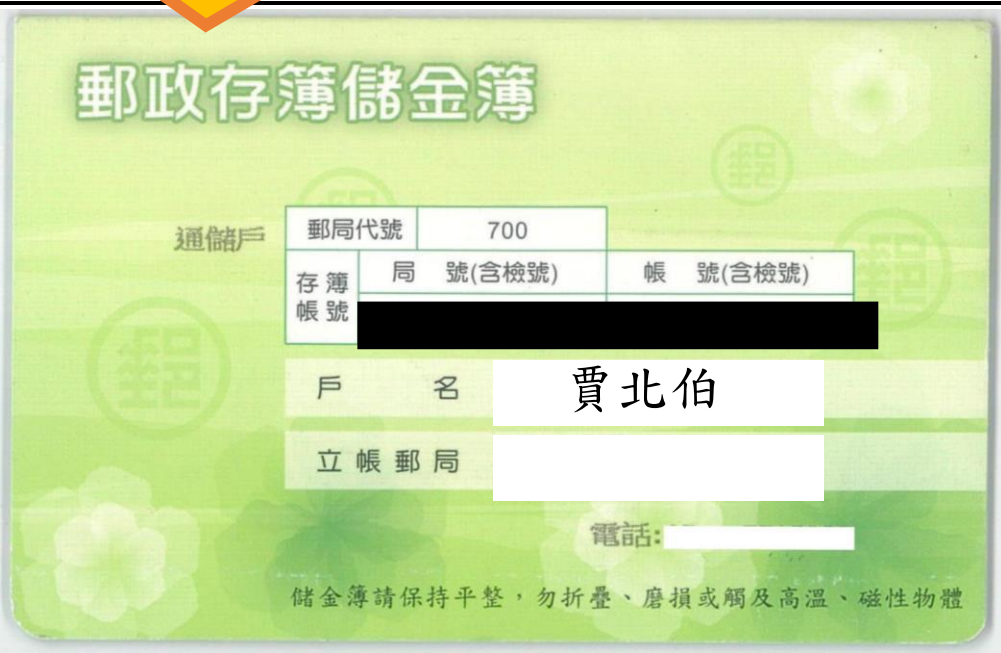 郵政存簿儲金簿
通儲戶
郵局代號 700
存簿帳號 局 號(含檢號) 帳 號(含檢號)
戶 名 賈北伯
立帳郵局
電話:
儲金簿請保持平整，勿折疊、磨損或觸及高溫、磁性物體